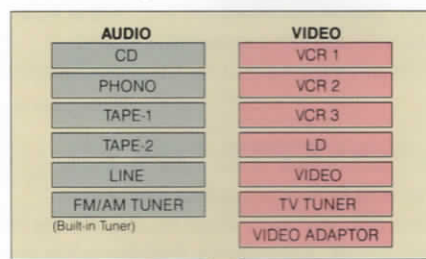 AUDIO
CD
PHONO
TAPE-1
TAPE-2
LINE
FM/AM TUNER
(Built-in Tuner)
VIDEO
VCR 1
VCR 2
VCR 3
LD
VIDEO
TV TUNER
VIDEO ADAPTOR